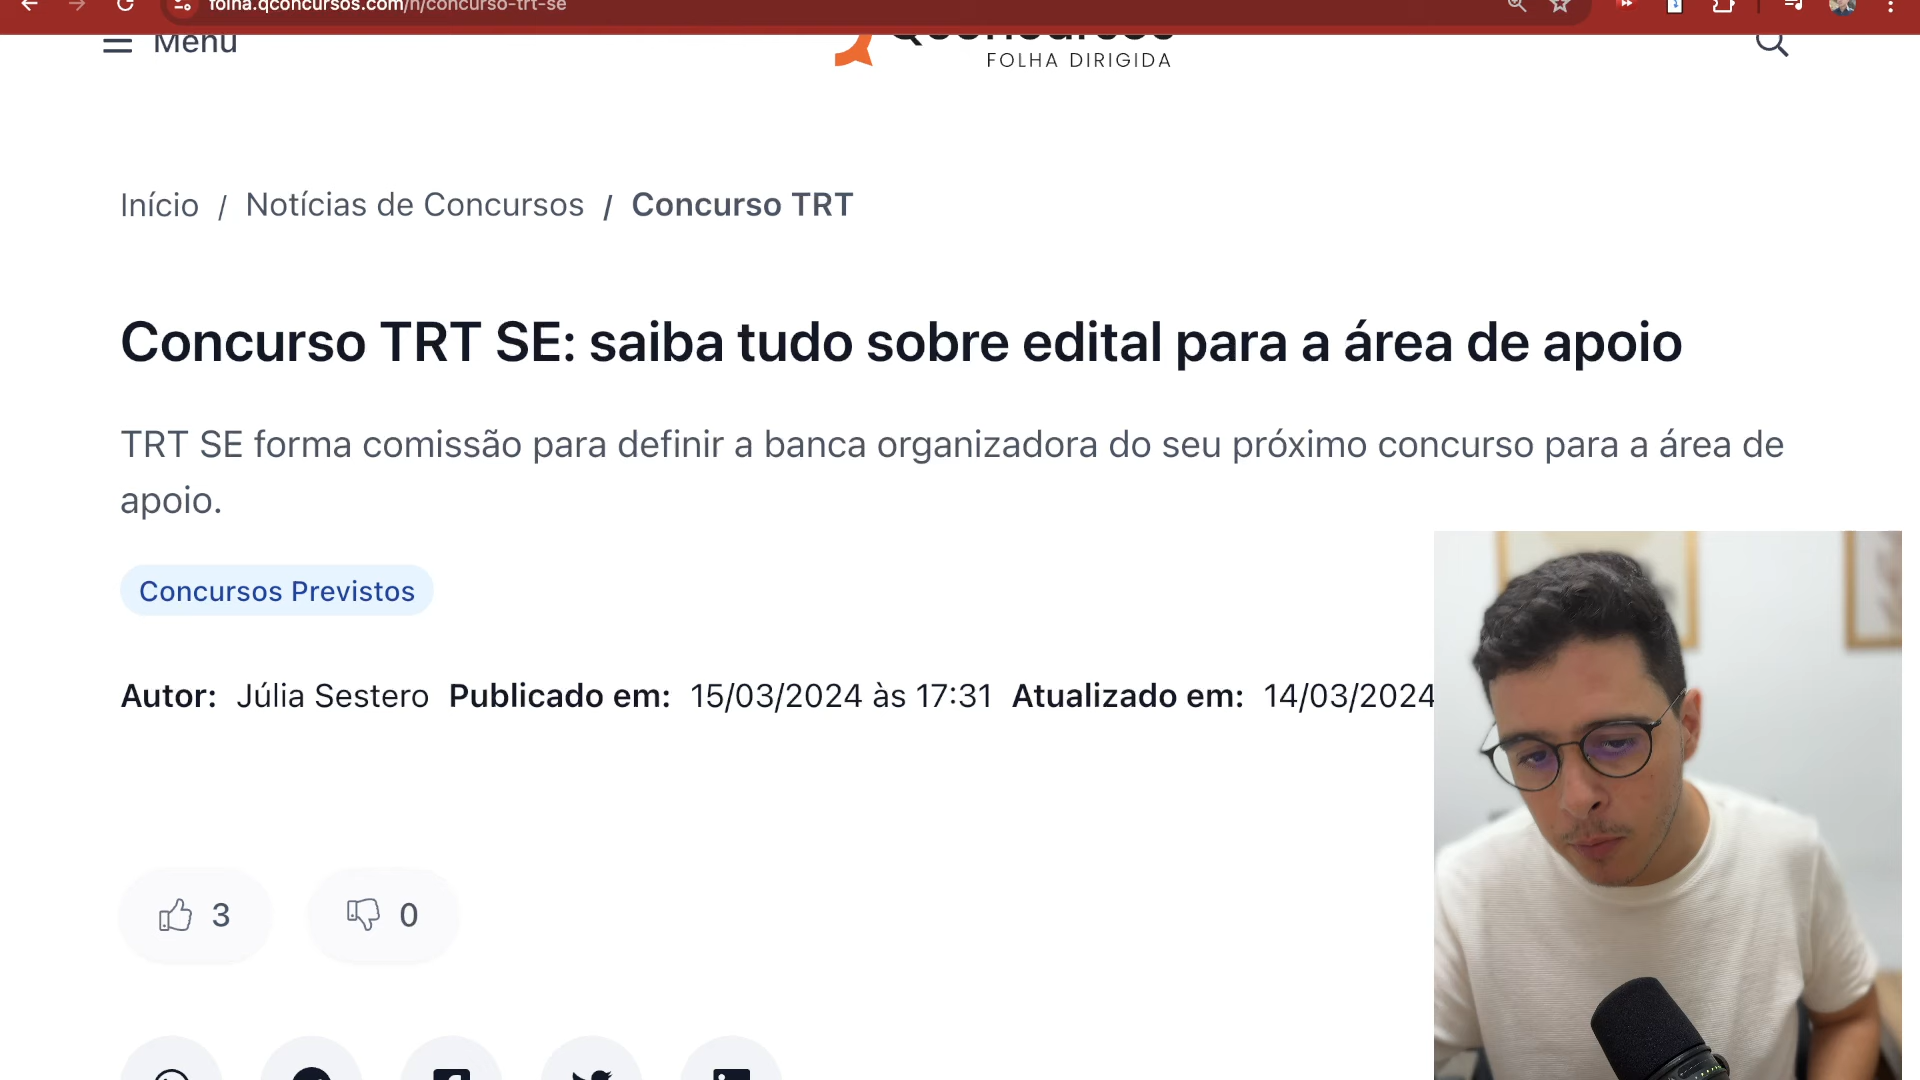 folha.qconcursos.com/n/concurso-trt-se
Menu
Qconcursos
FOLHA DIRIGIDA
Início / Notícias de Concursos / Concurso TRT
Concurso TRT SE: saiba tudo sobre edital para a área de apoio
TRT SE forma comissão para definir a banca organizadora do seu próximo concurso para a área de
apoio.
Concursos Previstos
Autor: Júlia Sestero Publicado em: 15/03/2024 às 17:31 Atualizado em: 14/03/2024
3 0